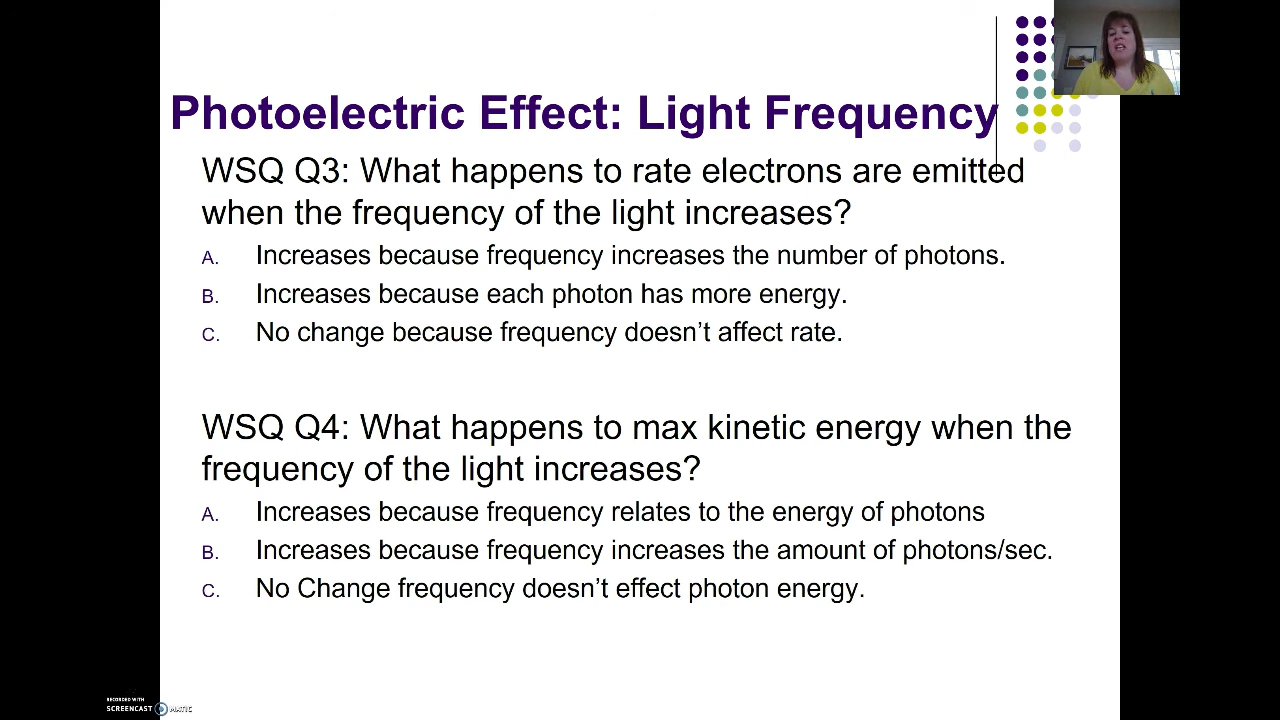 Photoelectric Effect: Light Frequency
WSQ Q3: What happens to rate electrons are emitted
when the frequency of the light increases?
A. Increases because frequency increases the number of photons.
B. Increases because each photon has more energy.
C. No change because frequency doesn't affect rate.
WSQ Q4: What happens to max kinetic energy when the
frequency of the light increases?
A. Increases because frequency relates to the energy of photons
B. Increases because frequency increases the amount of photons/sec.
C. No Change frequency doesn't effect photon energy.
RECORDED WITH
SCREENCAST MATIC